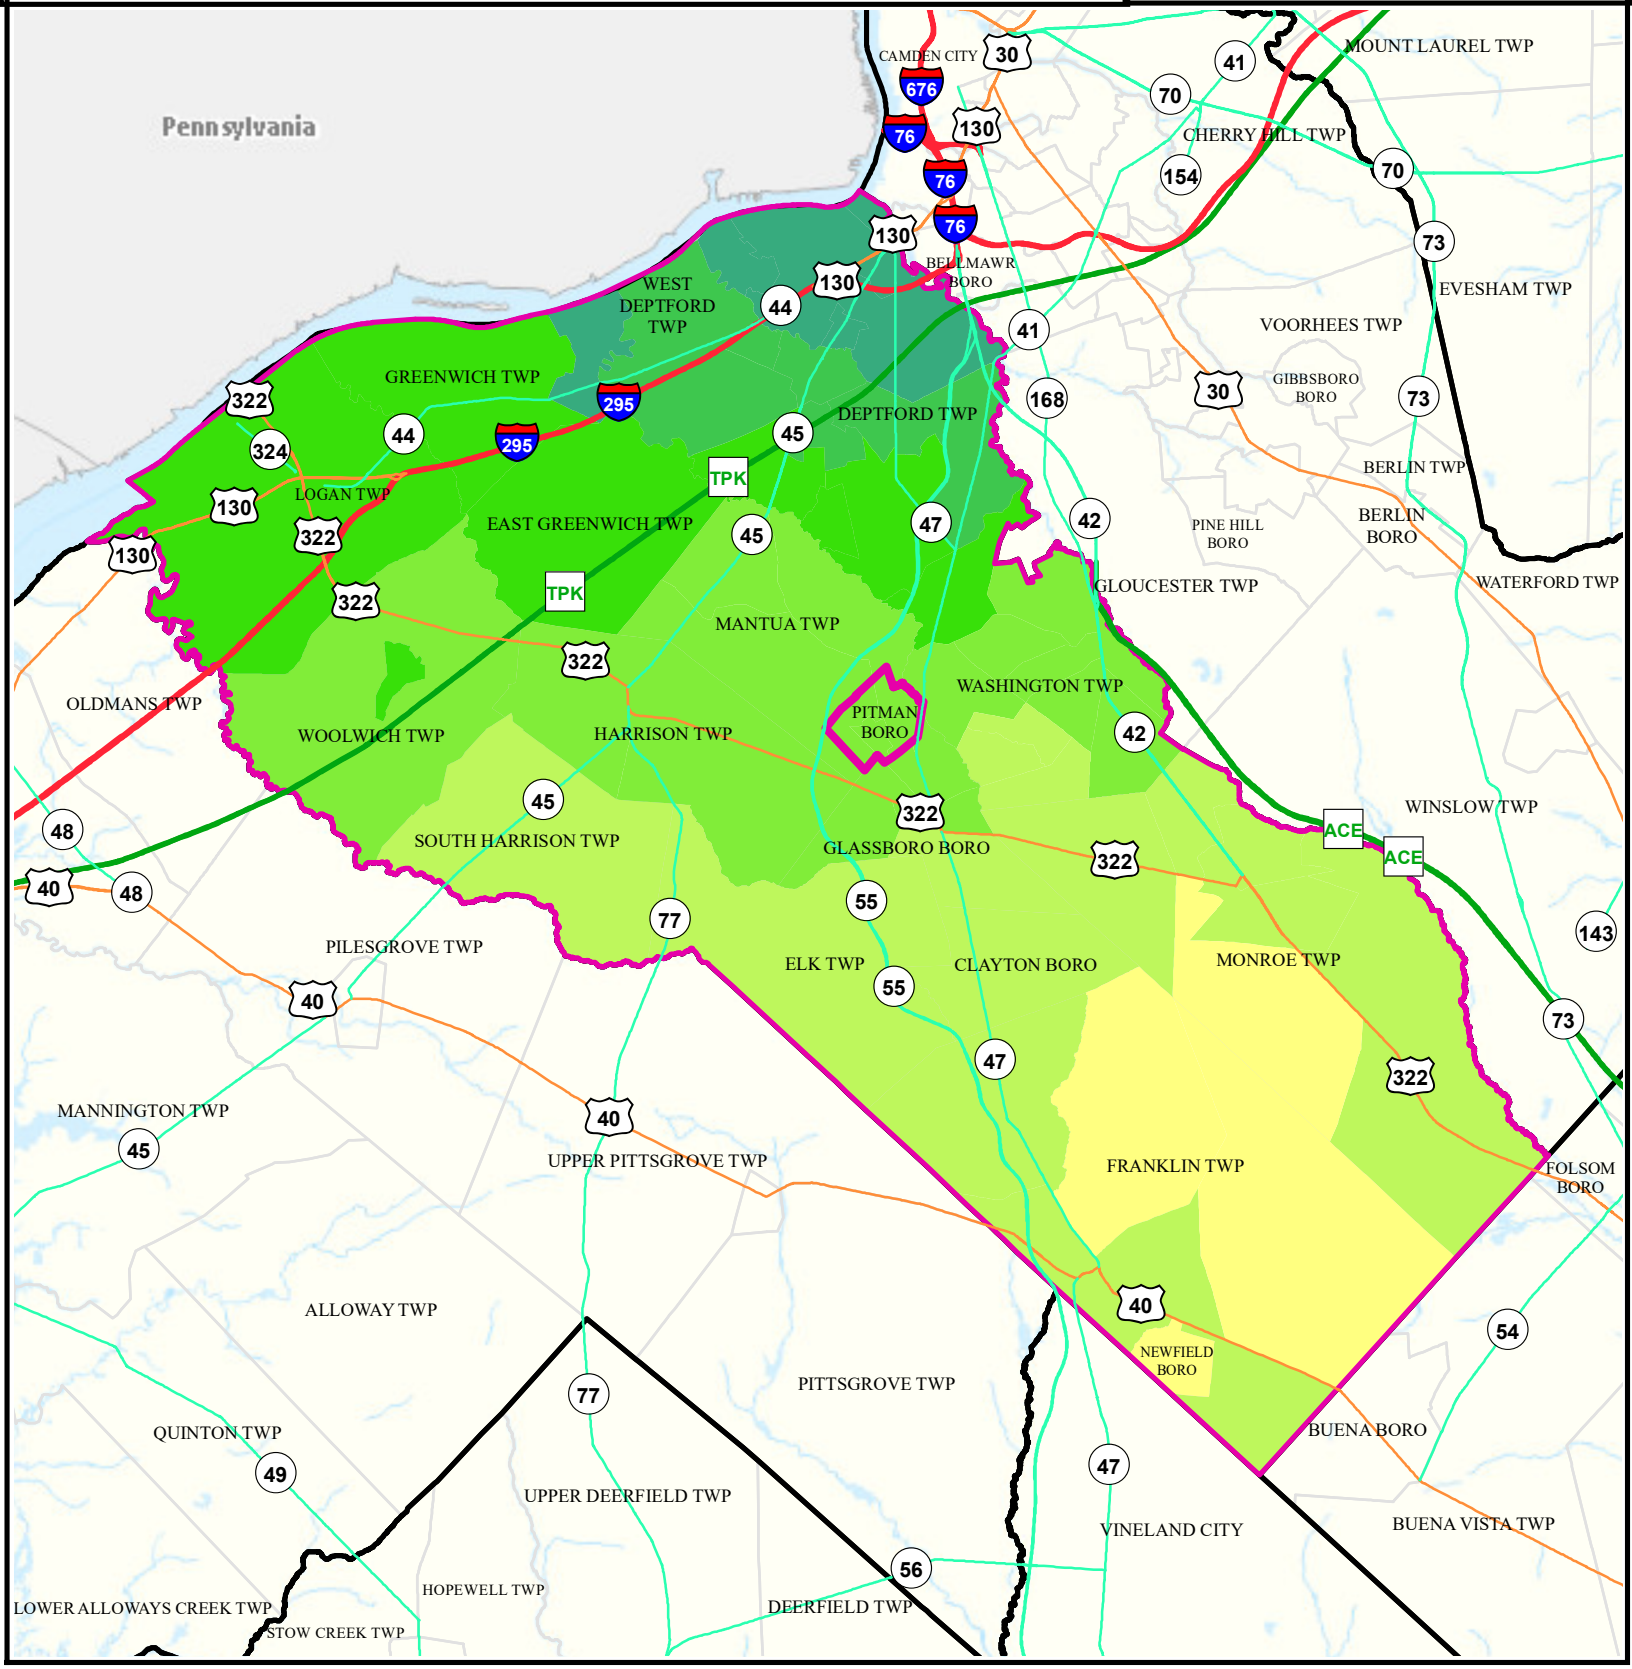 MOUNT LAUREL TWP
30
CAMDEN CITY
41
676
70
Pennsylvania
130
76
CHERRY HILL TWP
70
154
76
76
130
73
BELLMAWR
BORO
130
WEST
DEPTFORD
TWP
EVESHAM TWP
44
VOORHEES TWP
41
GREENWICH TWP
GIBBSBORO
BORO
30
322
295
168
73
DEPTFORD TWP
44
45
295
324
BERLIN TWP
TPK
LOGAN TWP
130
BERLIN
BORO
42
EAST GREENWICH TWP
47
PINE HILL
BORO
322
45
130
WATERFORD TWP
GLOUCESTER TWP
TPK
322
MANTUA TWP
322
WASHINGTON TWP
OLDMANS TWP
PITMAN
BORO
WOOLWICH TWP
HARRISON TWP
42
45
WINSLOW TWP
322
48
ACE
SOUTH HARRISON TWP
GLASSBORO BORO
ACE
322
40
48
55
77
143
PILESGROVE TWP
MONROE TWP
ELK TWP
CLAYTON BORO
55
40
73
47
322
MANNINGTON TWP
40
45
UPPER PITTSGROVE TWP
FRANKLIN TWP
FOLSOM
BORO
40
ALLOWAY TWP
54
NEWFIELD
BORO
PITTSGROVE TWP
77
QUINTON TWP
BUENA BORO
47
49
UPPER DEERFIELD TWP
VINELAND CITY
BUENA VISTA TWP
56
HOPEWELL TWP
LOWER ALLOWAYS CREEK TWP
DEERFIELD TWP
STOW CREEK TWP